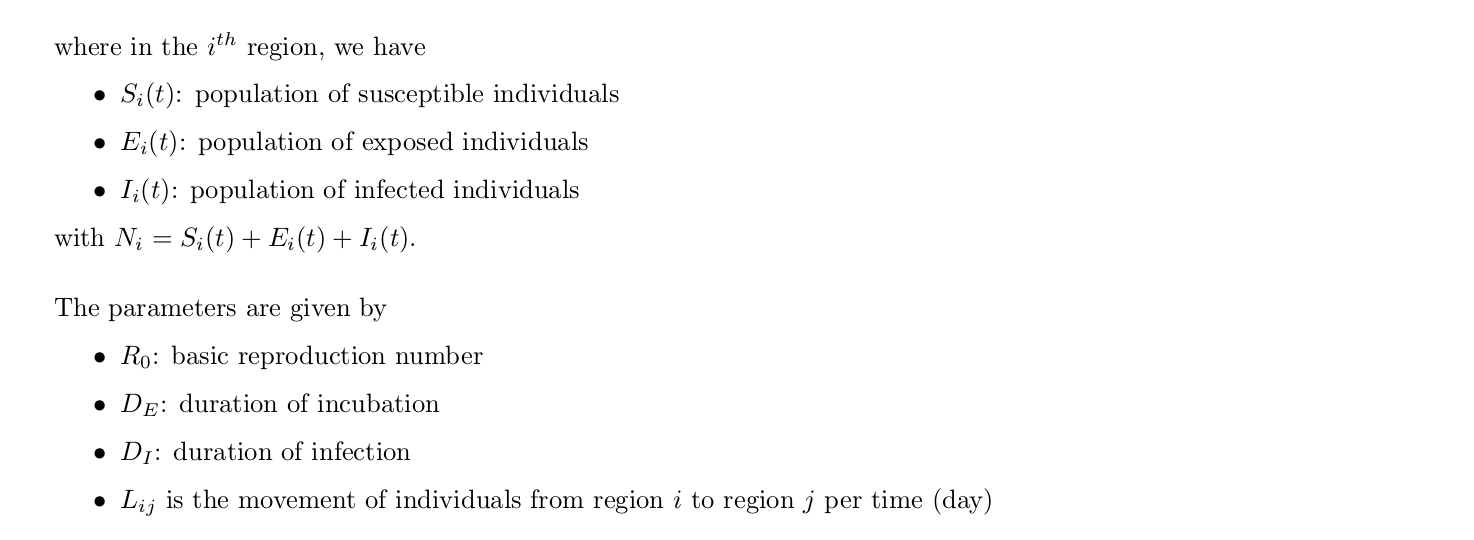 where in the $i^{th}$ region, we have
• $S_i(t)$: population of susceptible individuals
• $E_i(t)$: population of exposed individuals
• $I_i(t)$: population of infected individuals
with $N_i = S_i(t) + E_i(t) + I_i(t)$.
The parameters are given by
• $R_0$: basic reproduction number
• $D_E$: duration of incubation
• $D_I$: duration of infection
• $L_{ij}$ is the movement of individuals from region $i$ to region $j$ per time (day)